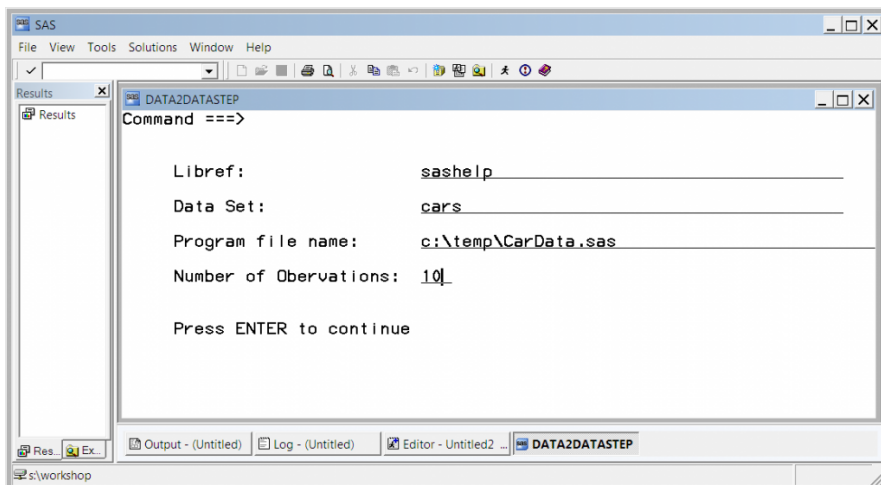 SAS
File View Tools Solutions Window Help
Results
Results
DATA2DATASTEP
Command ===>
Libref: sashelp
Data Set: cars
Program file name: c:\temp\CarData.sas
Number of Obervations: 10
Press ENTER to continue
Res... Ex...
Output - (Untitled) Log - (Untitled) Editor - Untitled2 ... DATA2DATASTEP
s:\workshop